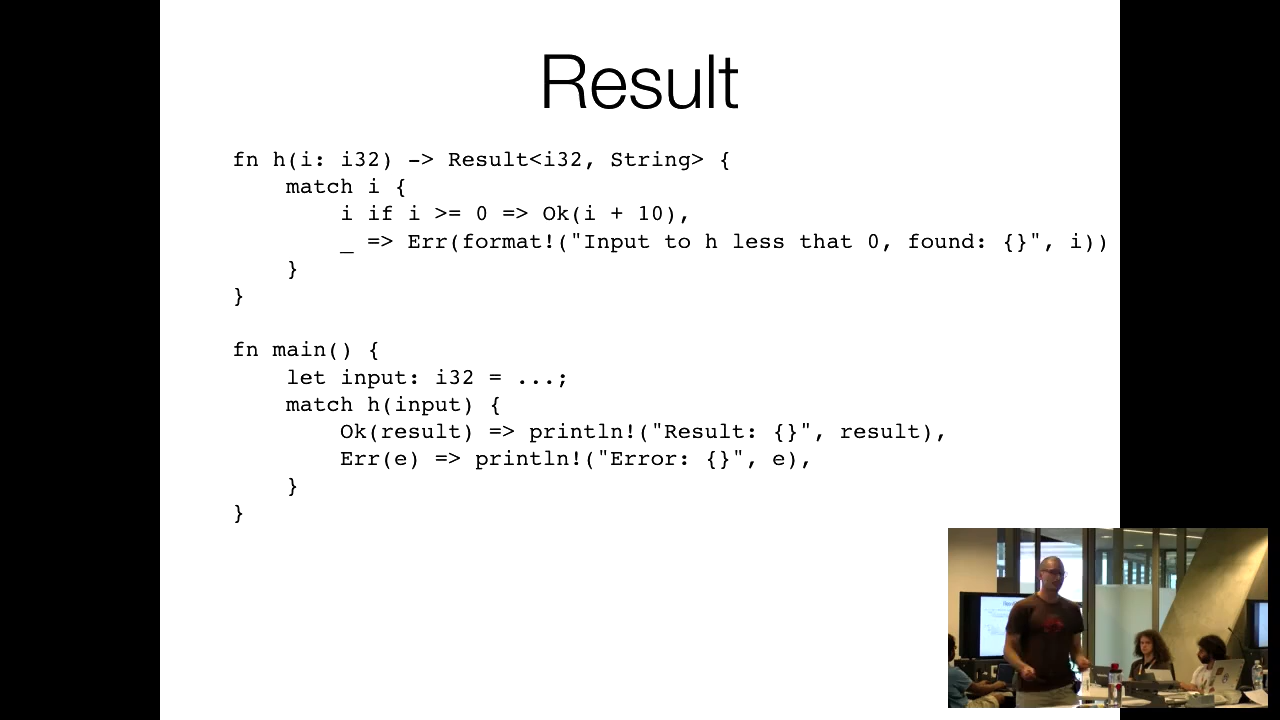 Result
fn h(i: i32) -> Result<i32, String> {
    match i {
        i if i >= 0 => Ok(i + 10),
        _ => Err(format!("Input to h less that 0, found: {}", i))
    }
}
fn main() {
    let input: i32 = ...;
    match h(input) {
        Ok(result) => println!("Result: {}", result),
        Err(e) => println!("Error: {}", e),
    }
}